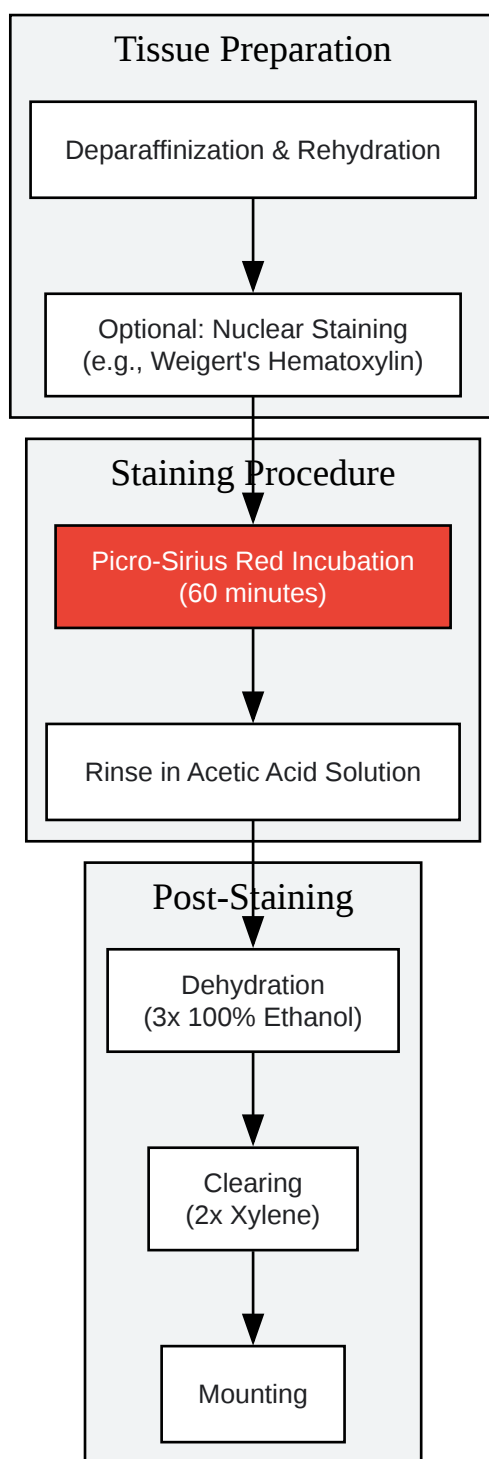 Tissue Preparation
Deparaffinization & Rehydration
Optional: Nuclear Staining
(e.g., Weigert's Hematoxylin)
Staining Procedure
Picro-Sirius Red Incubation
(60 minutes)
Rinse in Acetic Acid Solution
Post-Staining
Dehydration
(3x 100% Ethanol)
Clearing
(2x Xylene)
Mounting